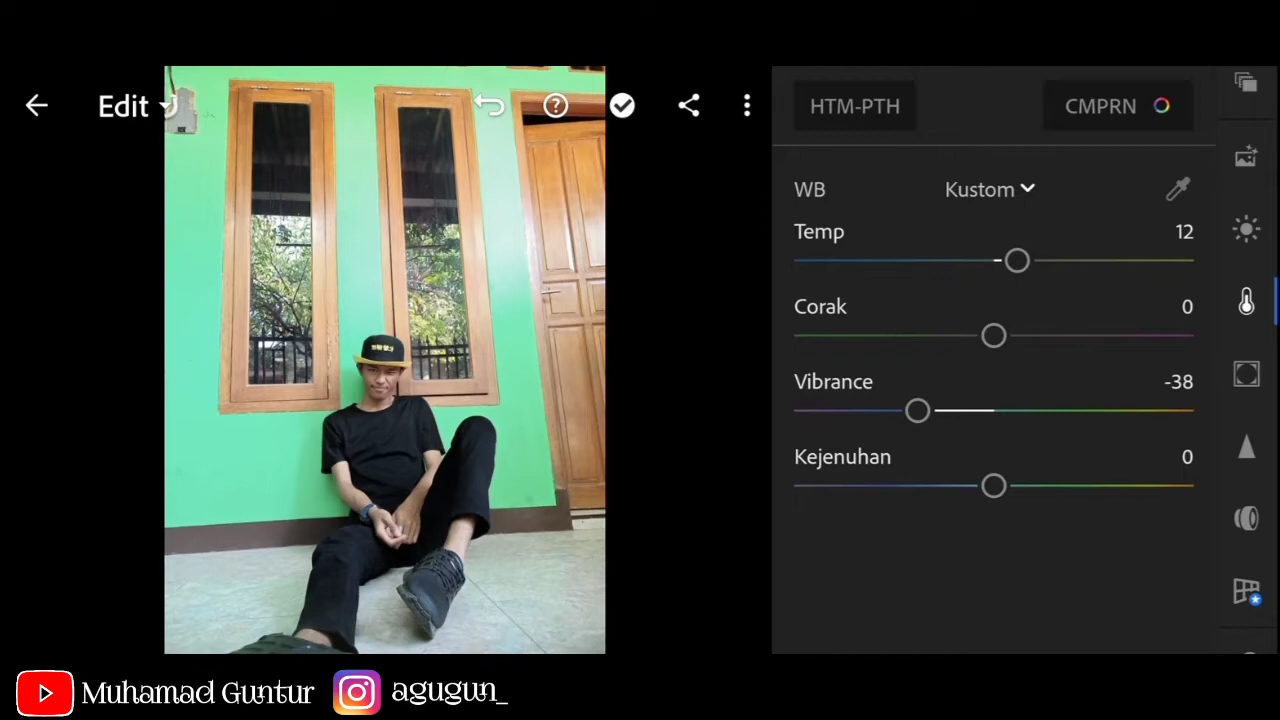 Edit
HTM-PTH
CMPRN
WB
Kustom
Temp
12
Corak
0
Vibrance
-38
Kejenuhan
0
Muhamad Guntur
agugun_